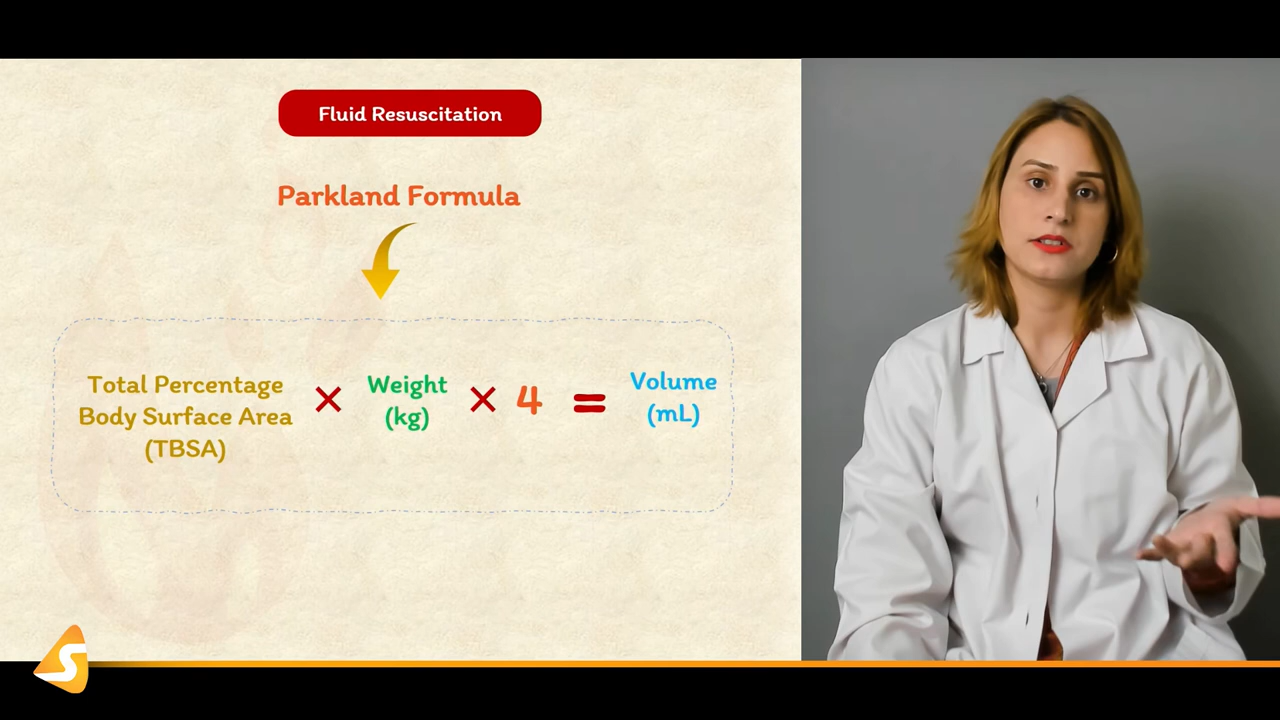 Fluid Resuscitation
Parkland Formula
Total Percentage
Body Surface Area
(TBSA)
×
Weight
(kg)
× 4 =
Volume
(mL)
S